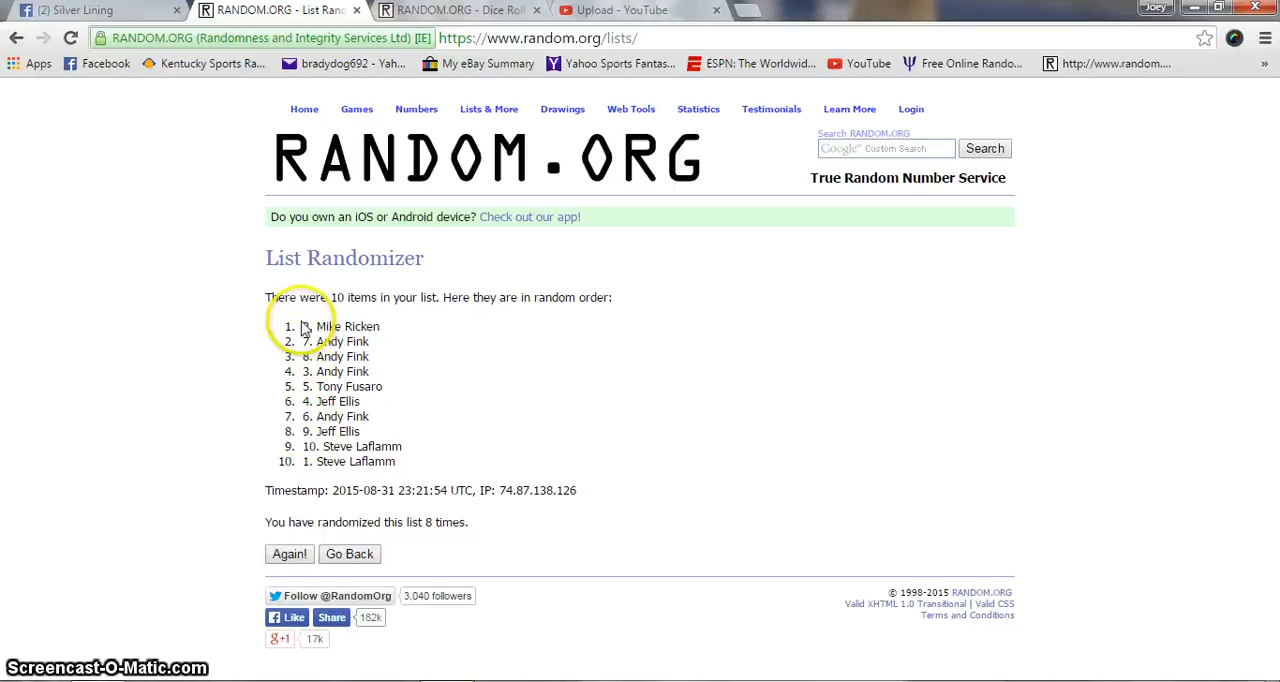 (2) Silver Lining
RANDOM.ORG - List Ran
RANDOM.ORG - Dice Roll
Upload - YouTube
Joey
RANDOM.ORG (Randomness and Integrity Services Ltd) [IE] https://www.random.org/lists/
Apps Facebook Kentucky Sports Ra... bradydog692 - Yah... My eBay Summary Yahoo Sports Fantas... ESPN: The Worldwid... YouTube Free Online Rando... http://www.random.... »
Home Games Numbers Lists & More Drawings Web Tools Statistics Testimonials Learn More Login
RANDOM.ORG
Search RANDOM.ORG
Google™ Custom Search Search
True Random Number Service
Do you own an iOS or Android device? Check out our app!
List Randomizer
There were 10 items in your list. Here they are in random order:
1. Mike Ricken
2. 7. Andy Fink
3. 8. Andy Fink
4. 3. Andy Fink
5. 5. Tony Fusaro
6. 4. Jeff Ellis
7. 6. Andy Fink
8. 9. Jeff Ellis
9. 10. Steve Laflamm
10. 1. Steve Laflamm
Timestamp: 2015-08-31 23:21:54 UTC, IP: 74.87.138.126
You have randomized this list 8 times.
Again! Go Back
Follow @RandomOrg 3,040 followers
Like Share 182k
g+1 17k
© 1998-2015 RANDOM.ORG
Valid XHTML 1.0 Transitional | Valid CSS
Terms and Conditions
Screencast-O-Matic.com